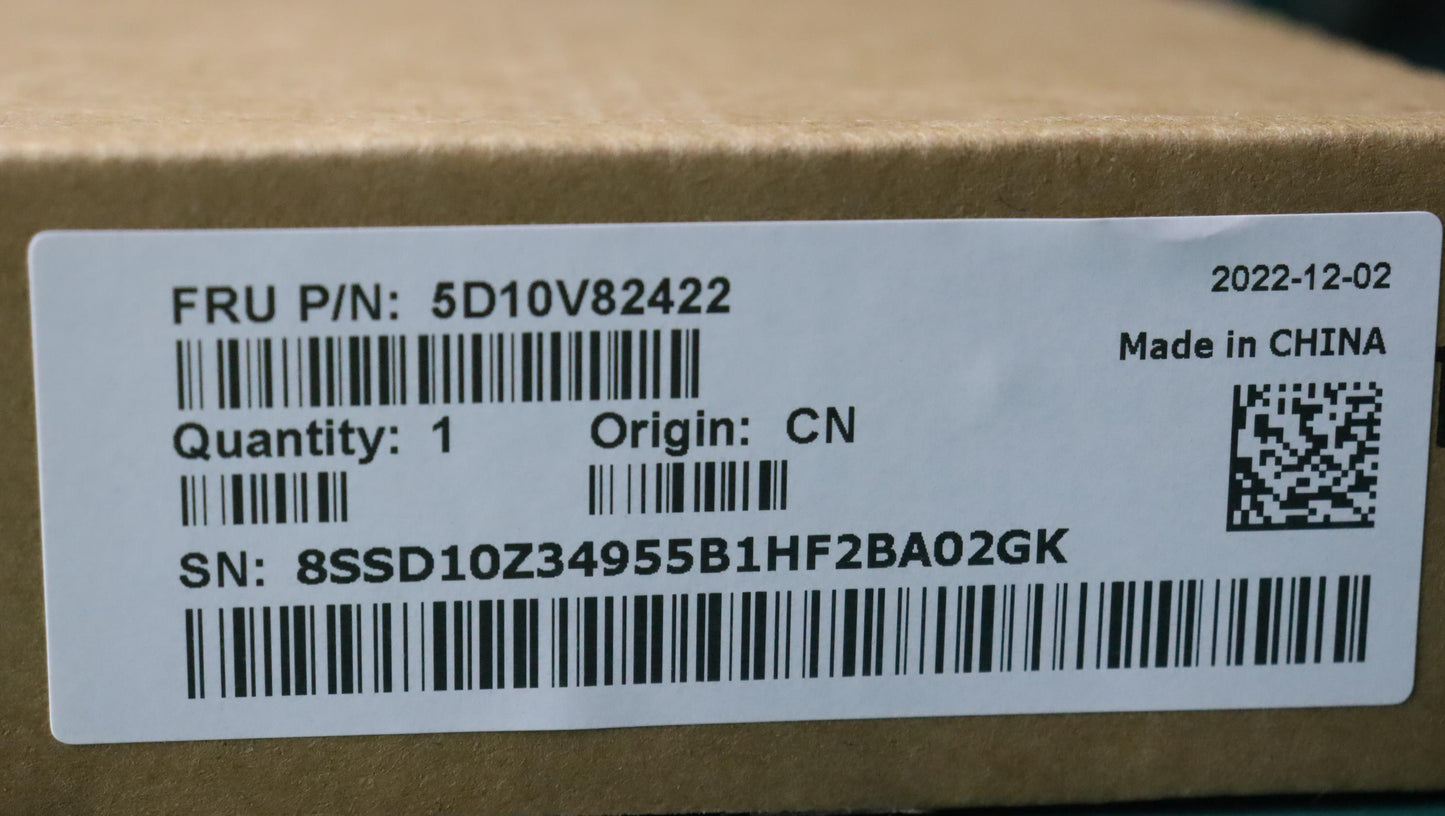 2022-12-02
FRU P/N: 5D10V82422
Made in CHINA
Quantity: 1 Origin: CN
SN: 8SSD10Z34955B1HF2BA02GK